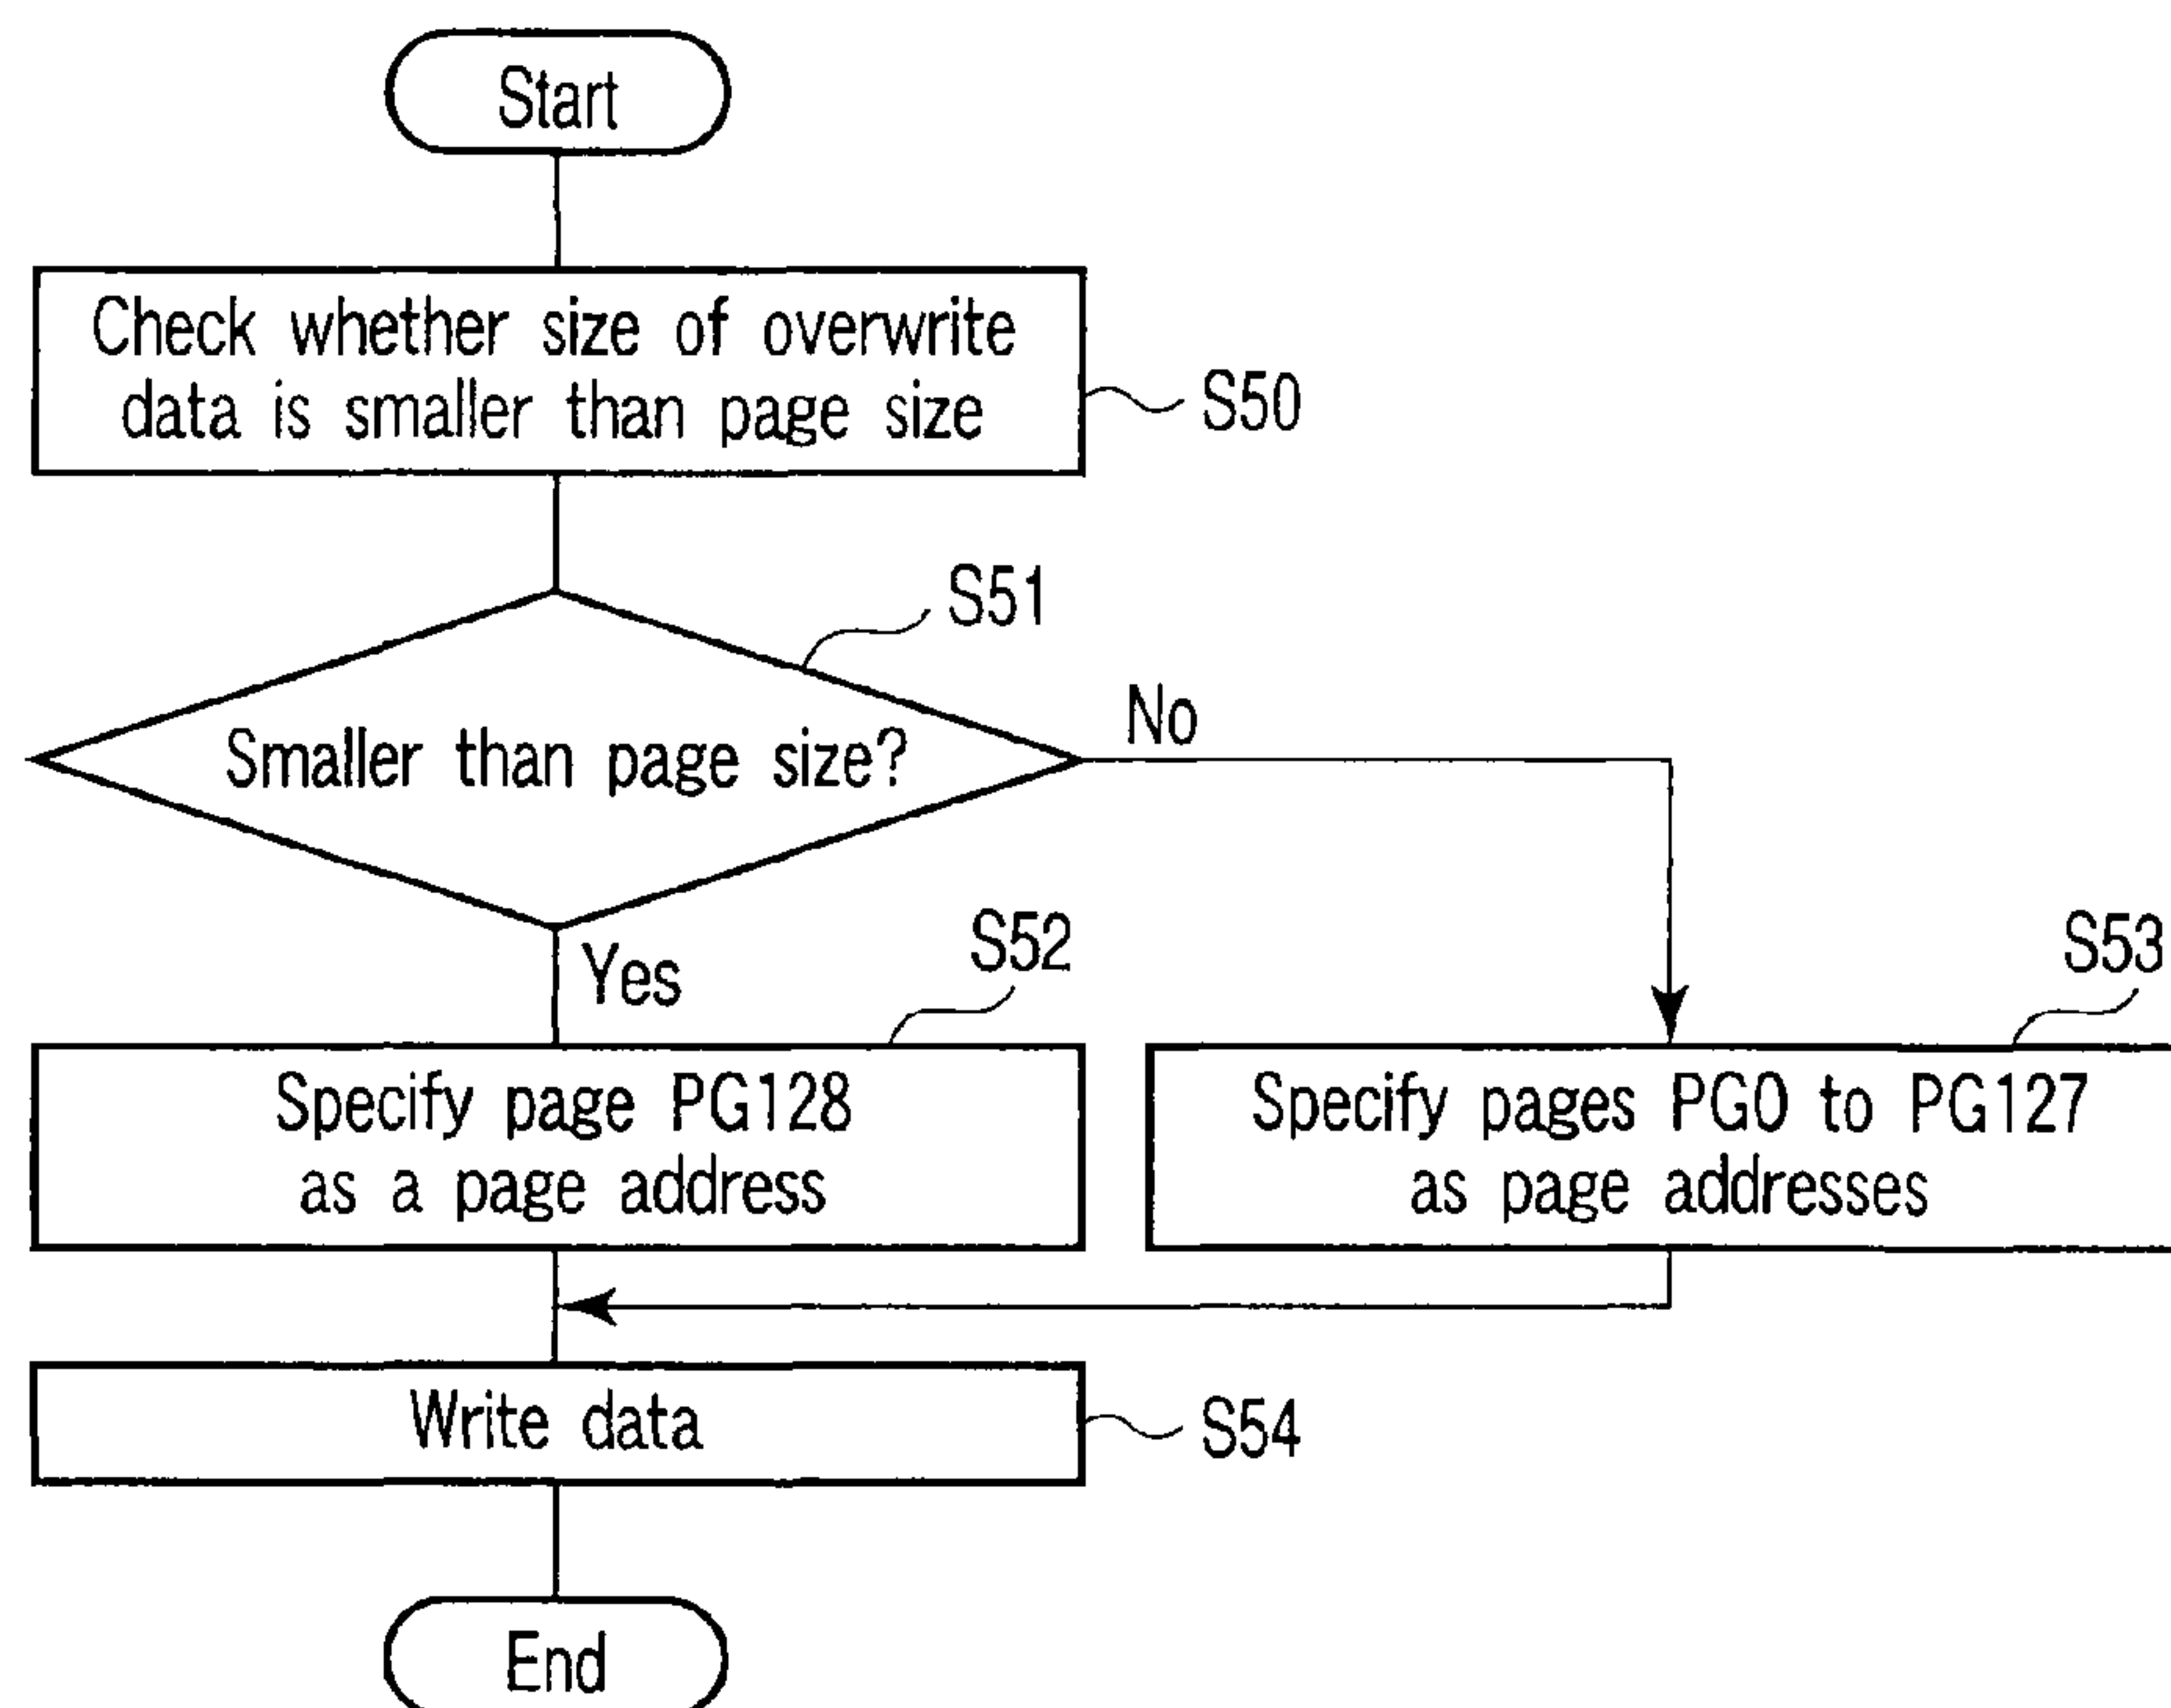 Start
Check whether size of overwrite
data is smaller than page size
S50
S51
Smaller than page size?
No
Yes
S52
S53
Specify page PG128
as a page address
Specify pages PG0 to PG127
as page addresses
Write data
S54
End